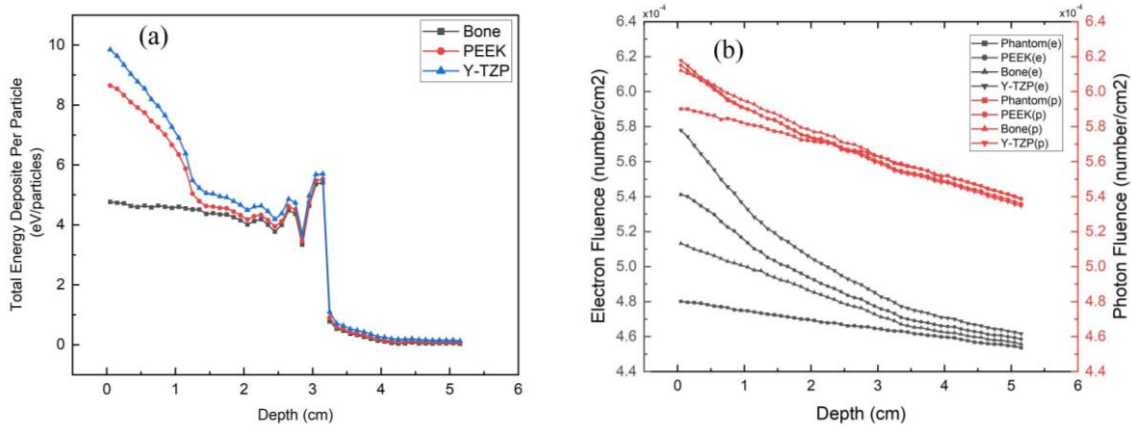 (a)
Bone
PEEK
Y-TZP
Total Energy Deposite Per Particle
(eV/particles)
10
8
6
4
2
0
0 1 2 3 4 5 6
Depth (cm)
6.4 ×10⁻⁴
×10⁻⁴ 6.4
(b)
Phantom(e)
PEEK(e)
Bone(e)
Y-TZP(e)
Phantom(p)
PEEK(p)
Bone(p)
Y-TZP(p)
Electron Fluence (number/cm2)
6.2
6.0
5.8
5.6
5.4
5.2
5.0
4.8
4.6
4.4
Photon Fluence (number/cm2)
6.2
6.0
5.8
5.6
5.4
5.2
5.0
4.8
4.6
4.4
0 1 2 3 4 5 6
Depth (cm)